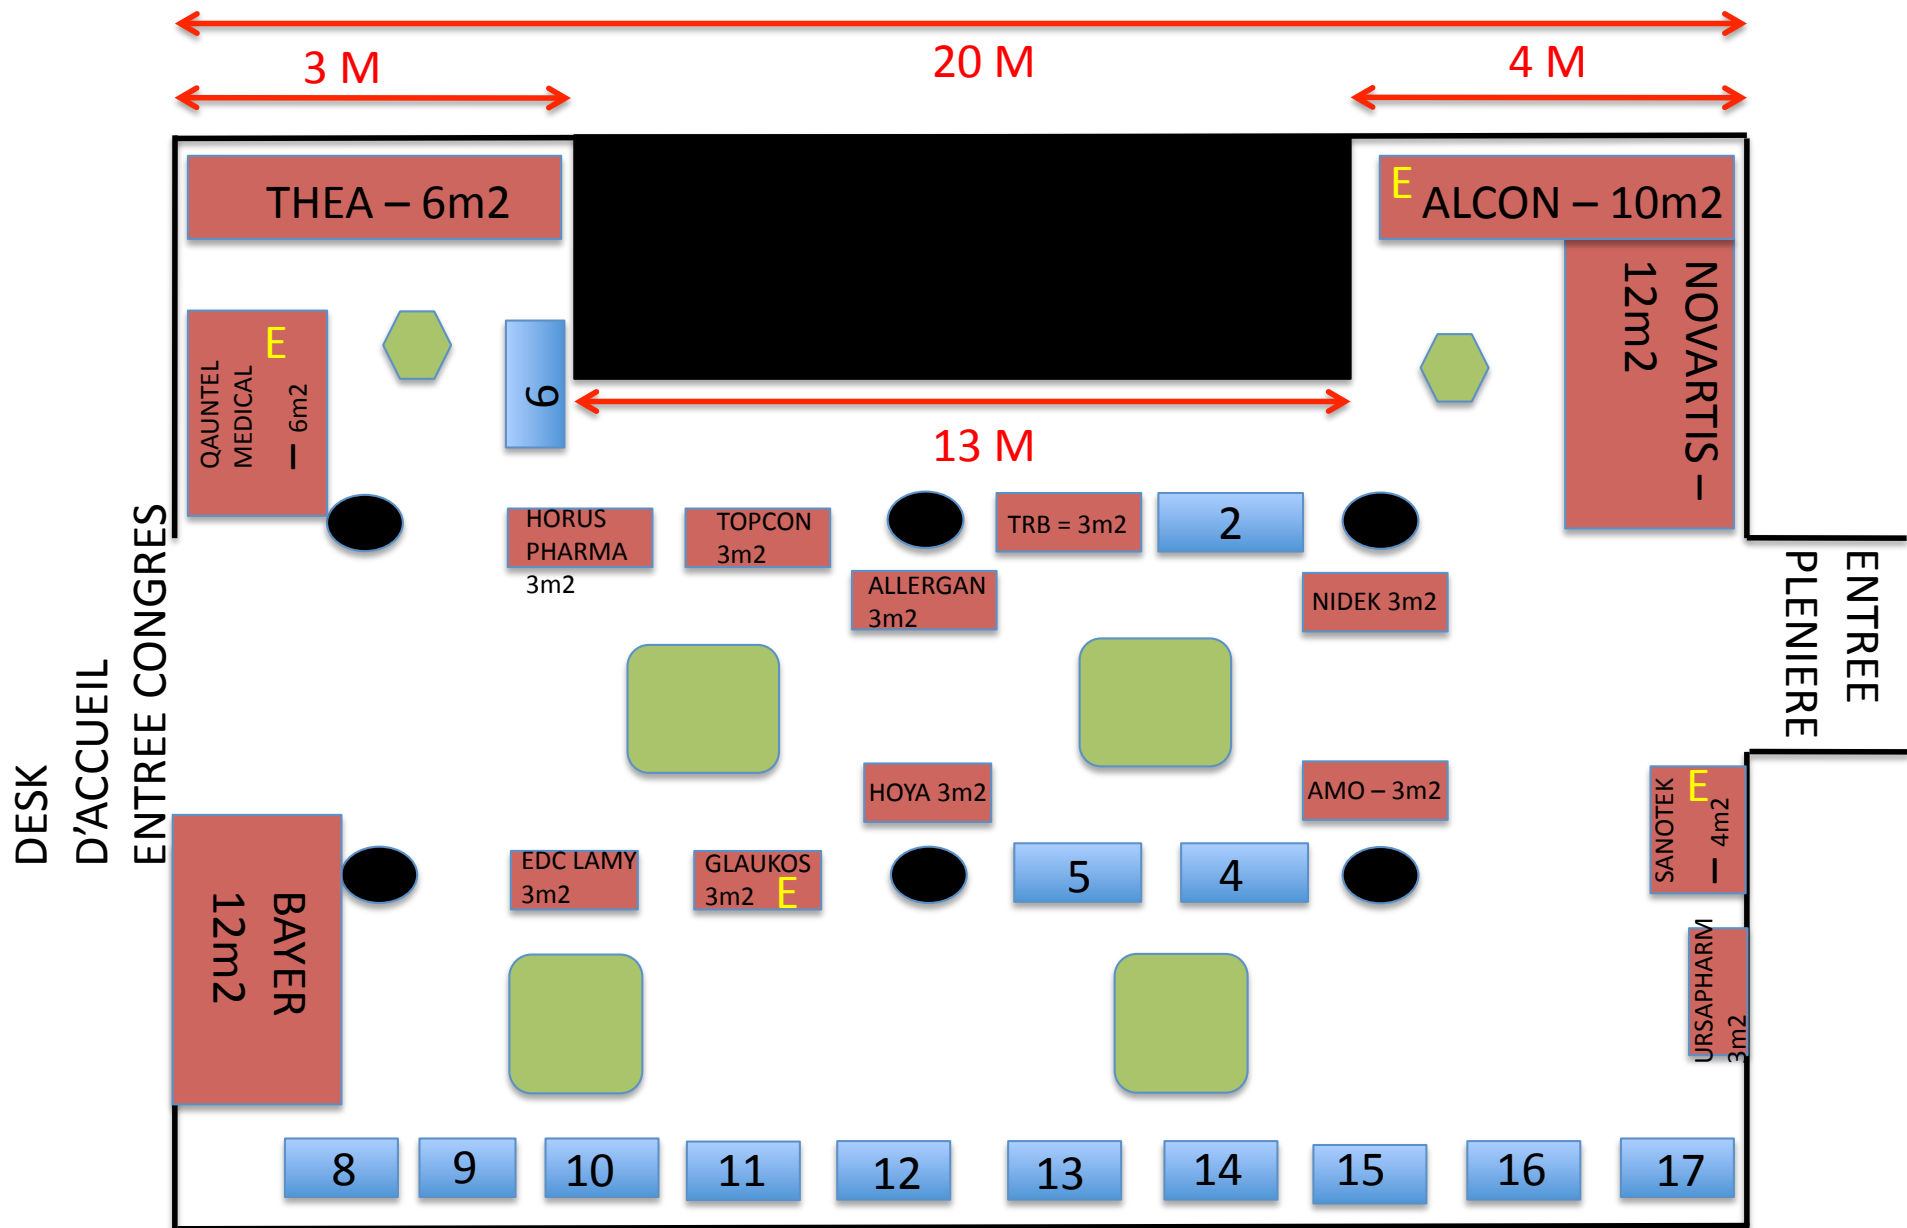 20 M
3 M
4 M
THEA – 6m2
E
ALCON – 10m2
NOVARTIS –
12m2
QAUNTEL
MEDICAL
– 6m2
E
6
13 M
HORUS
PHARMA
3m2
TOPCON
3m2
TRB = 3m2
2
ALLERGAN
3m2
NIDEK 3m2
DESK
D'ACCUEIL
ENTREE CONGRES
ENTREE
PLENIERE
HOYA 3m2
AMO – 3m2
SANOTEK
– 4m2
E
EDC LAMY
3m2
GLAUKOS
3m2
E
5
4
BAYER
12m2
URSAPHARM
3m2
8
9
10
11
12
13
14
15
16
17